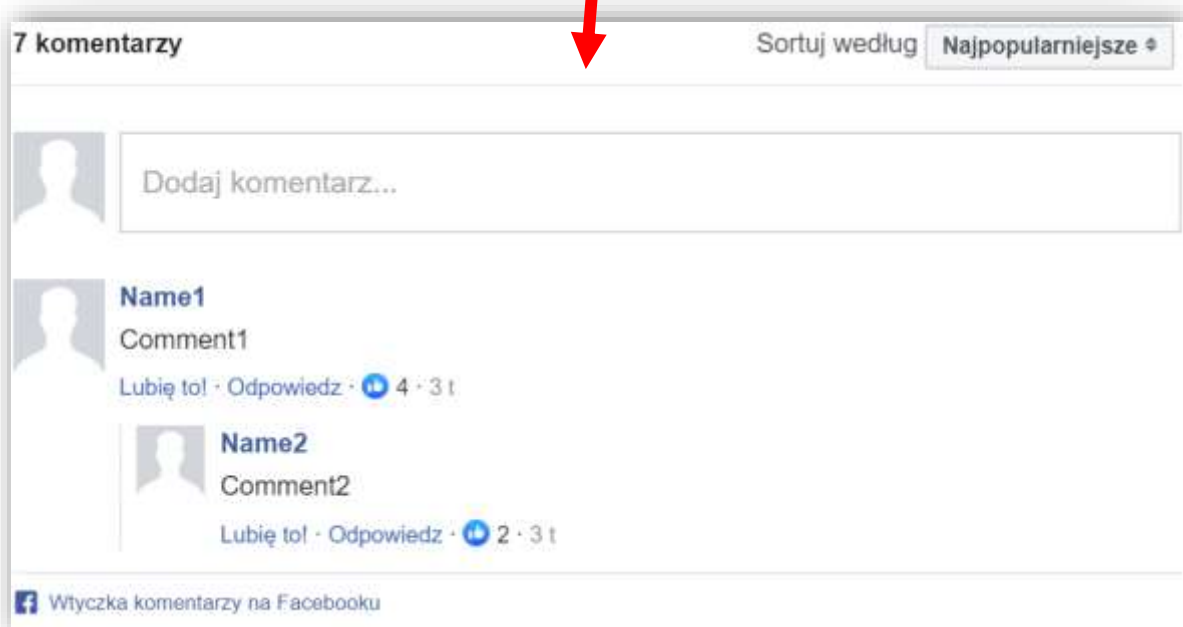 7 komentarzy Sortuj według Najpopularniejsze
Dodaj komentarz...
Name1
Comment1
Lubię to! · Odpowiedz · 4 · 3 t
Name2
Comment2
Lubię to! · Odpowiedz · 2 · 3 t
Wtyczka komentarzy na Facebooku